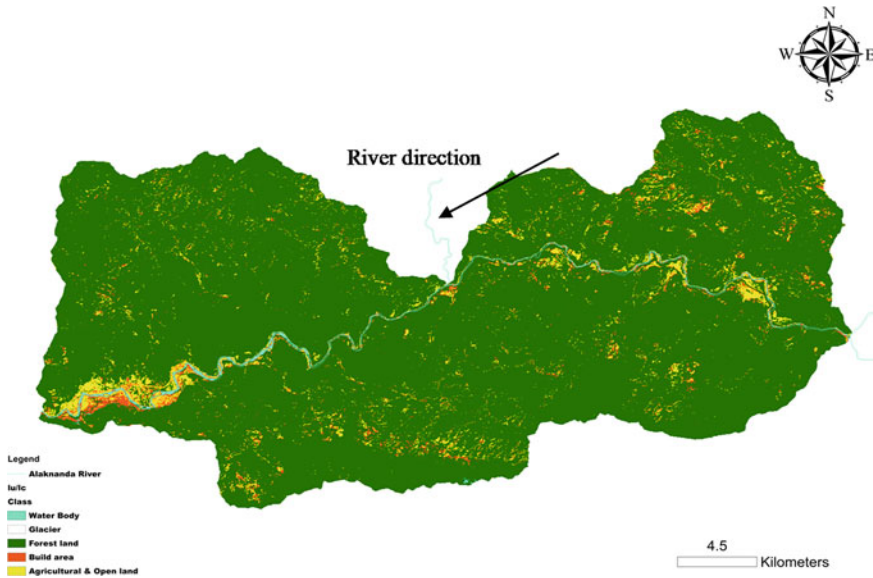 N
W E
S
River direction
Legend
Alaknanda River
lu/lc
Class
Water Body
Glacier
Forest land
Build area
Agricultural & Open land
4.5
Kilometers